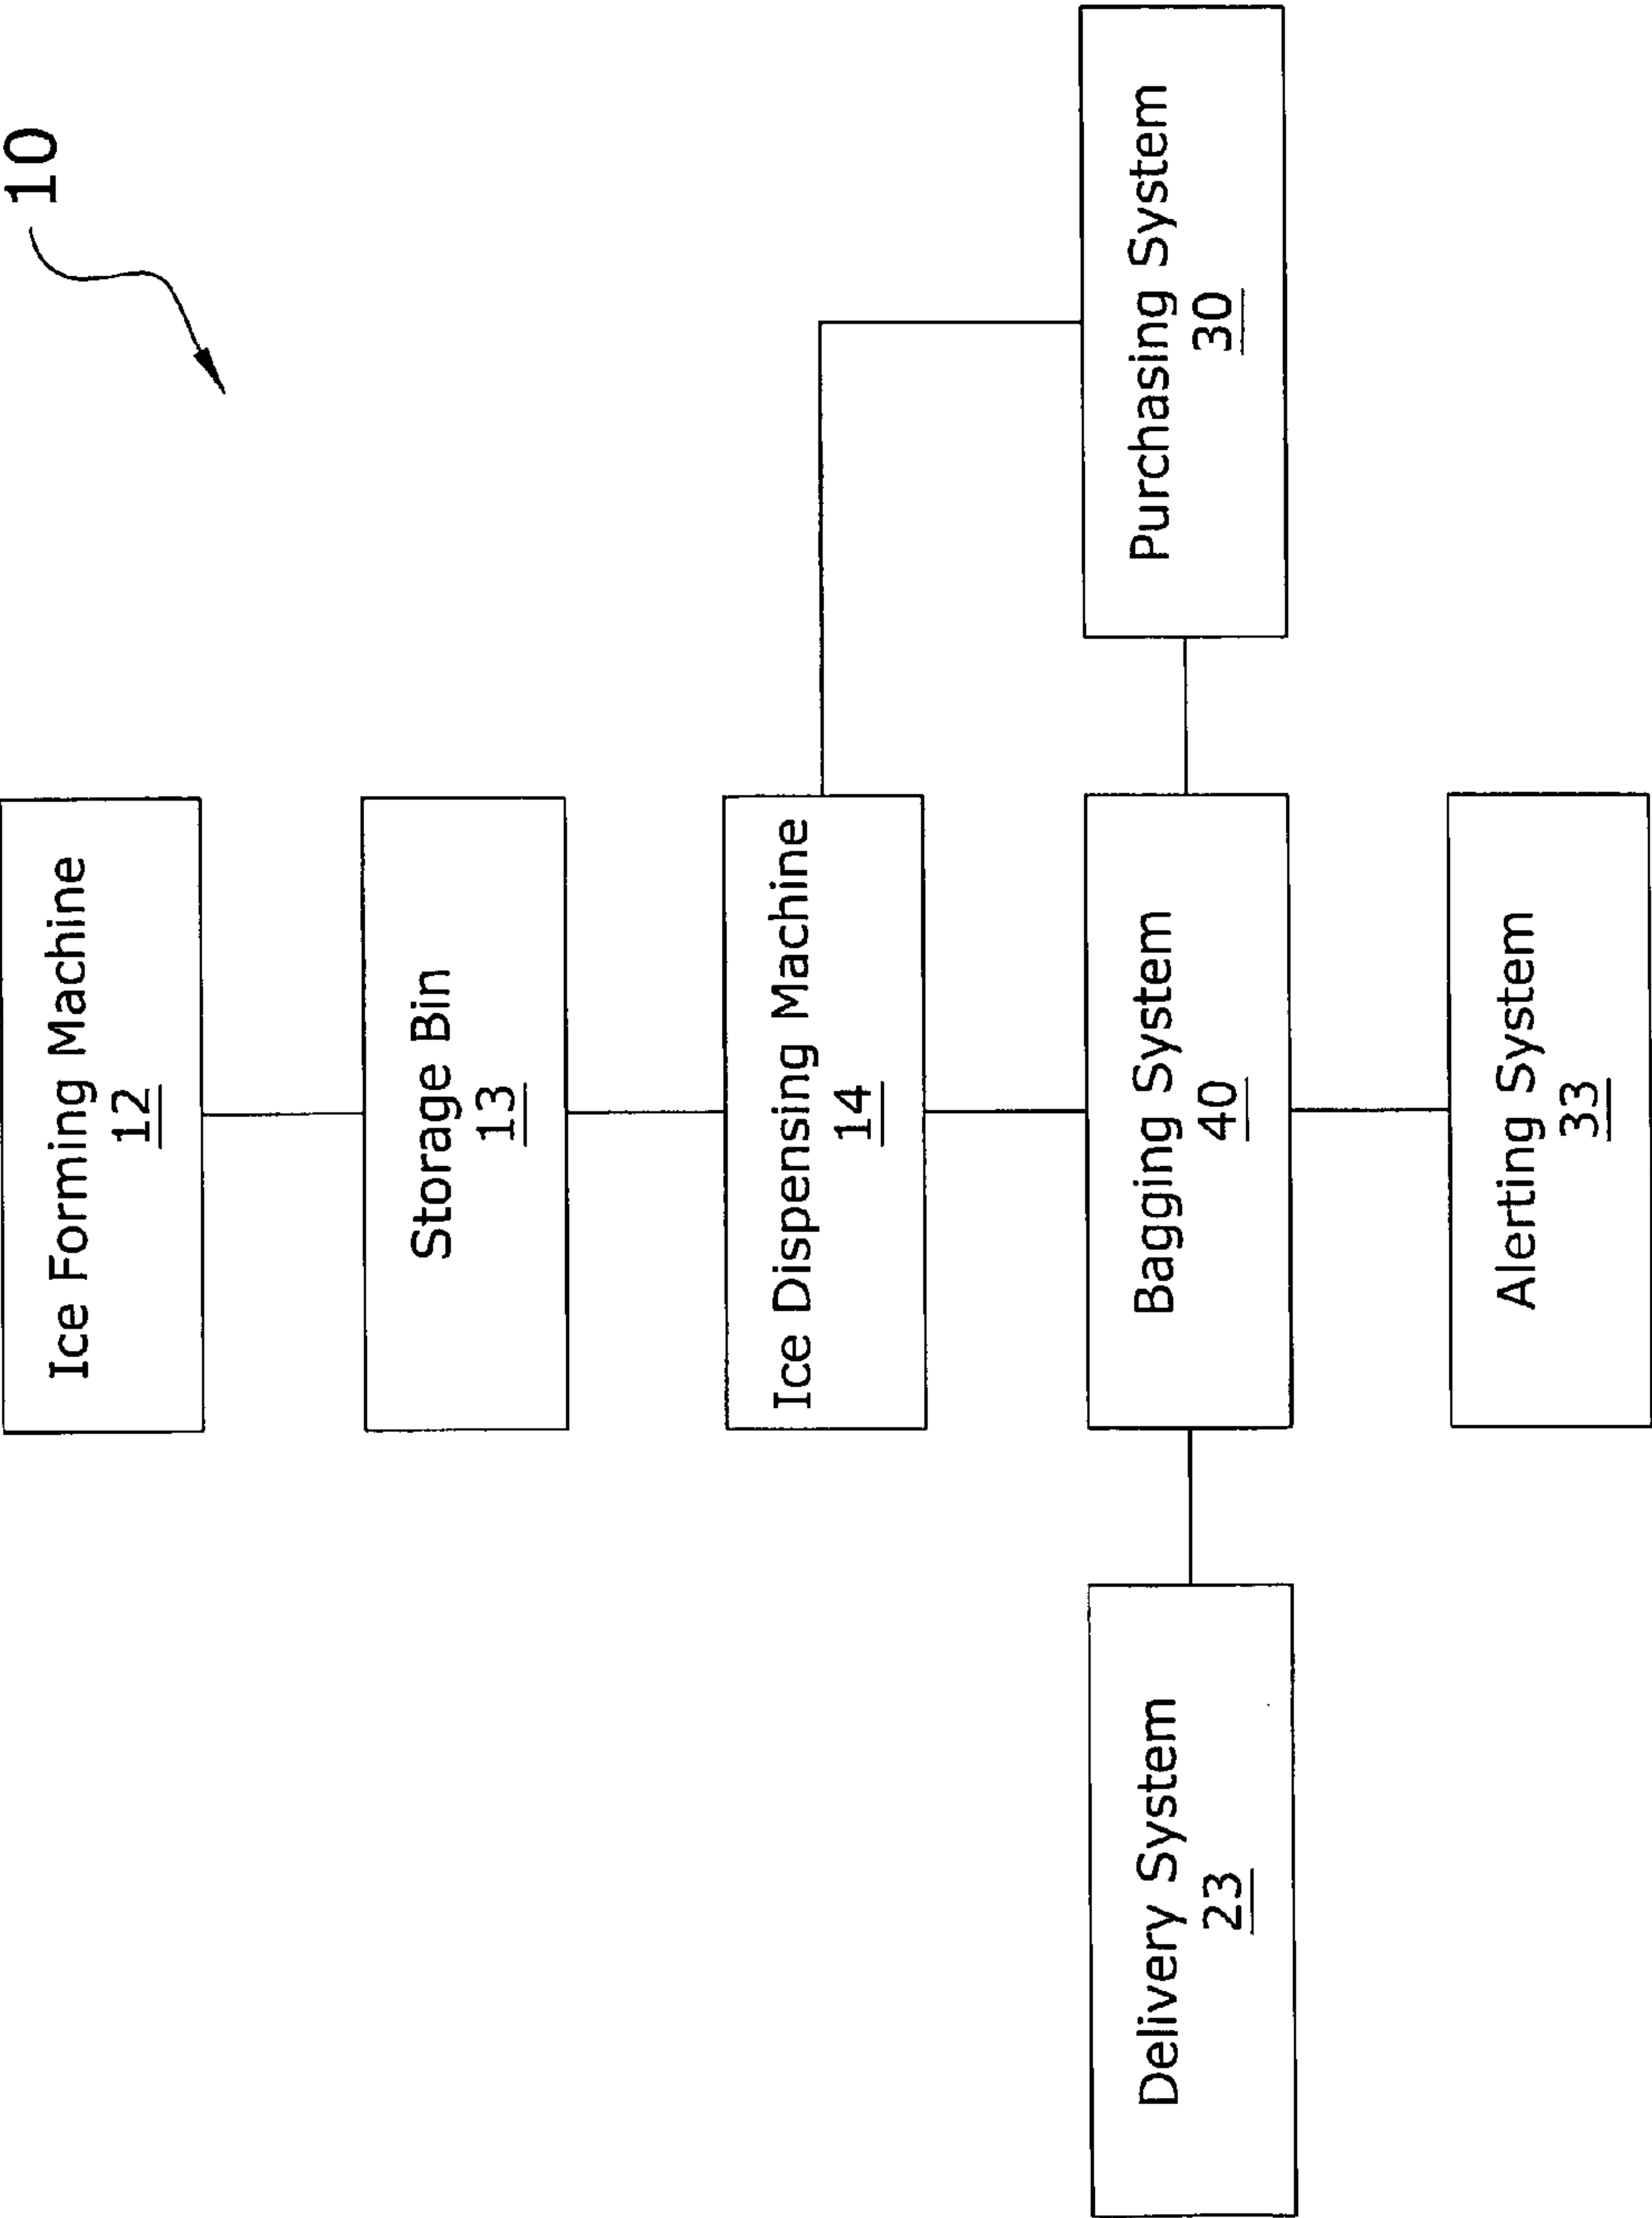 10
Ice Forming Machine
12
Storage Bin
13
Ice Dispensing Machine
14
Delivery System
23
Bagging System
40
Purchasing System
30
Alerting System
33